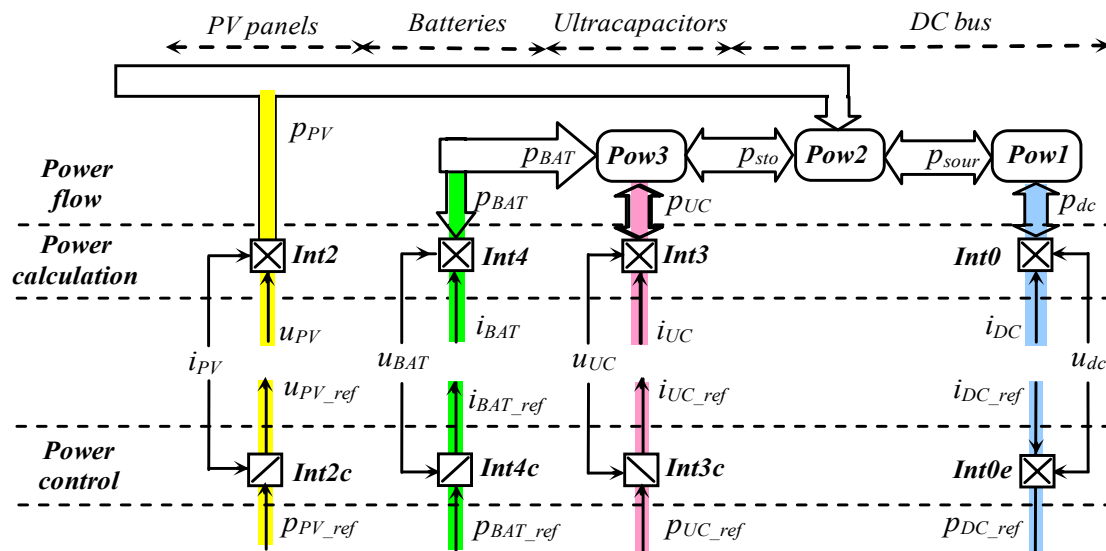 PV panels Batteries Ultracapacitors DC bus
p_PV
p_BAT Pow3 p_sto Pow2 p_sour Pow1
Power
flow
p_BAT p_UC p_dc
Power
calculation
Int2 Int4 Int3 Int0
u_PV i_BAT i_UC i_DC
i_PV u_BAT u_UC u_dc
u_PV_ref i_BAT_ref i_UC_ref i_DC_ref
Power
control
Int2c Int4c Int3c Int0e
p_PV_ref p_BAT_ref p_UC_ref p_DC_ref